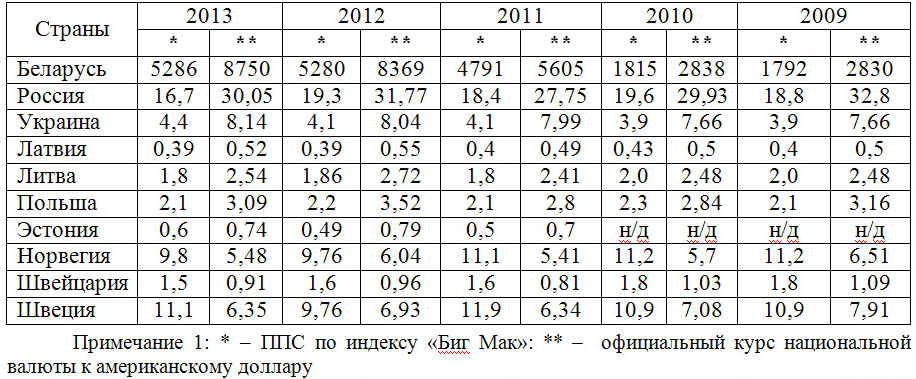 Страны 2013 2012 2011 2010 2009
* ** * ** * ** * ** * **
Беларусь 5286 8750 5280 8369 4791 5605 1815 2838 1792 2830
Россия 16,7 30,05 19,3 31,77 18,4 27,75 19,6 29,93 18,8 32,8
Украина 4,4 8,14 4,1 8,04 4,1 7,99 3,9 7,66 3,9 7,66
Латвия 0,39 0,52 0,39 0,55 0,4 0,49 0,43 0,5 0,4 0,5
Литва 1,8 2,54 1,86 2,72 1,8 2,41 2,0 2,48 2,0 2,48
Польша 2,1 3,09 2,2 3,52 2,1 2,8 2,3 2,84 2,1 3,16
Эстония 0,6 0,74 0,49 0,79 0,5 0,7 н/д н/д н/д н/д
Норвегия 9,8 5,48 9,76 6,04 11,1 5,41 11,2 5,7 11,2 6,51
Швейцария 1,5 0,91 1,6 0,96 1,6 0,81 1,8 1,03 1,8 1,09
Швеция 11,1 6,35 9,76 6,93 11,9 6,34 10,9 7,08 10,9 7,91
Примечание 1: * – ППС по индексу «Биг Мак»: ** – официальный курс национальной
валюты к американскому доллару